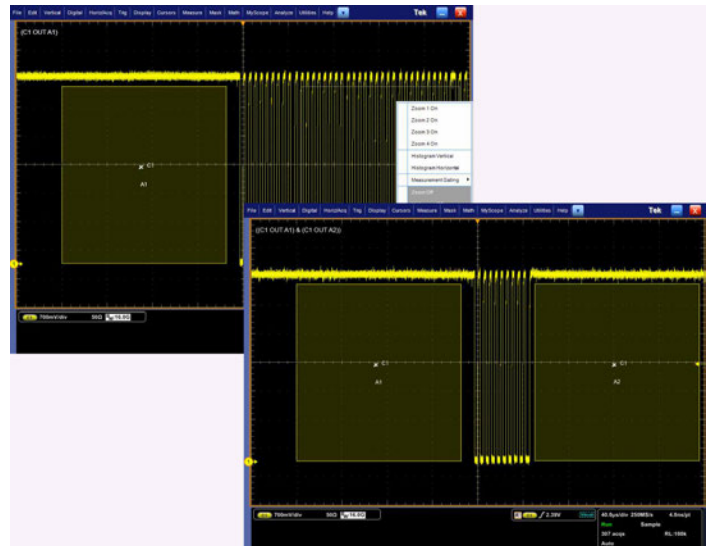 File Edit Vertical Digital Horiz/Acq Trig Display Cursors Measure Mask Math MyScope Analyze Utilities Help Tek
(C1 OUT A1)
Zoom 1 On
Zoom 2 On
Zoom 3 On
Zoom 4 On
Histogram Vertical
Histogram Horizontal
Measurement Gating
Zoom Off
C1
A1
700mV/div 50Ω
File Edit Vertical Digital Horiz/Acq Trig Display Cursors Measure Mask Math MyScope Analyze Utilities Help Tek
((C1 OUT A1) & (C1 OUT A2))
C1 C1
A1 A2
700mV/div 50Ω 2.39V 40.0µs/div 250MS/s 4.0ns/pt
Run Sample
307 acqs RL:100k
Auto